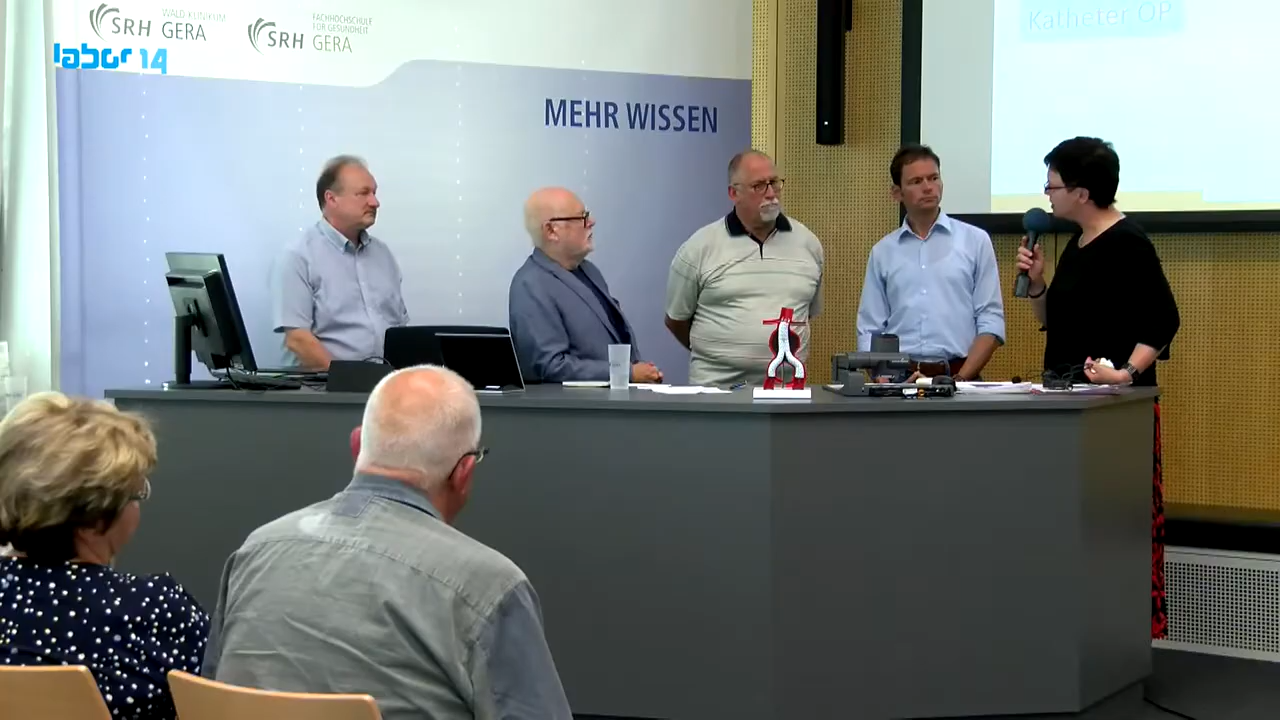 SRH WALD-KLINIKUM
GERA
SRH FACHHOCHSCHULE
FÜR GESUNDHEIT
GERA
labor 14
MEHR WISSEN
Katheter OP